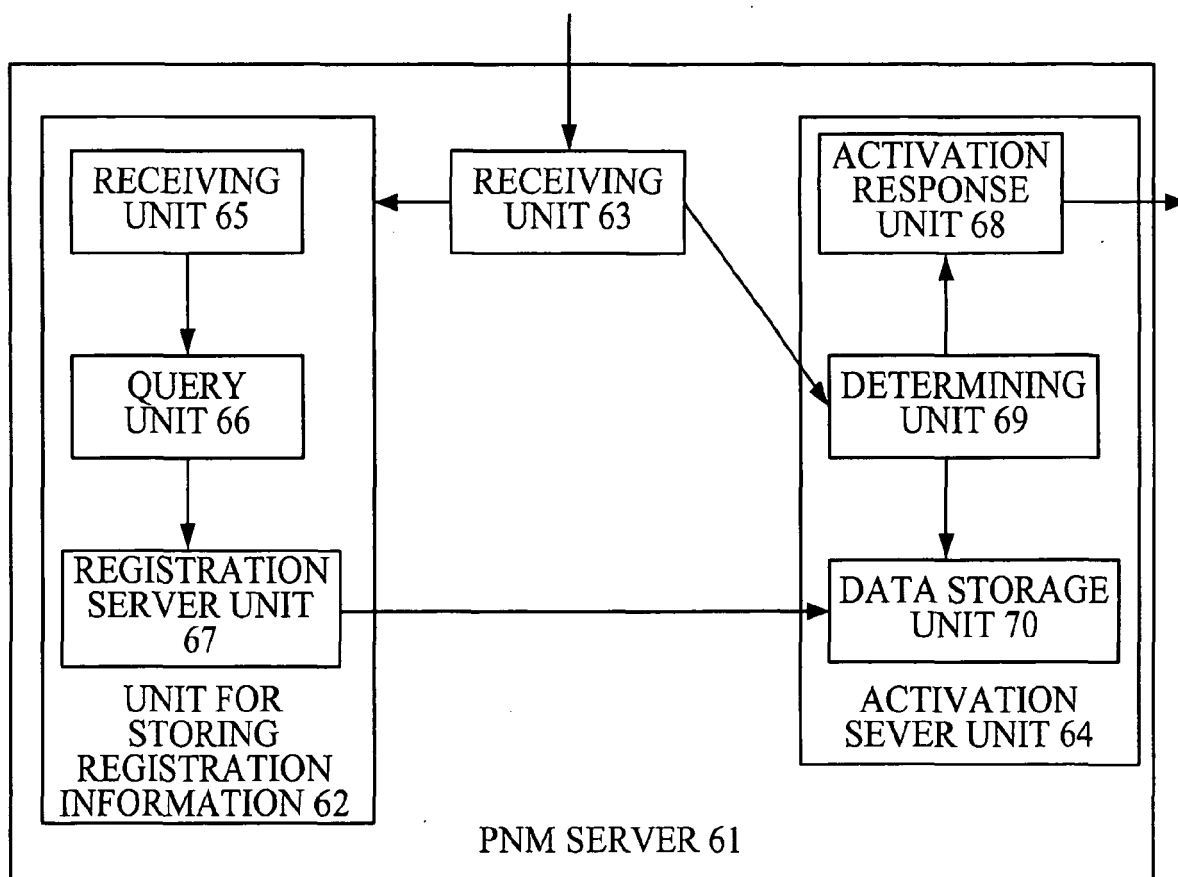 RECEIVING
UNIT 65
RECEIVING
UNIT 63
ACTIVATION
RESPONSE
UNIT 68
QUERY
UNIT 66
DETERMINING
UNIT 69
REGISTRATION
SERVER UNIT
67
DATA STORAGE
UNIT 70
UNIT FOR
STORING
REGISTRATION
INFORMATION 62
ACTIVATION
SEVER UNIT 64
PNM SERVER 61